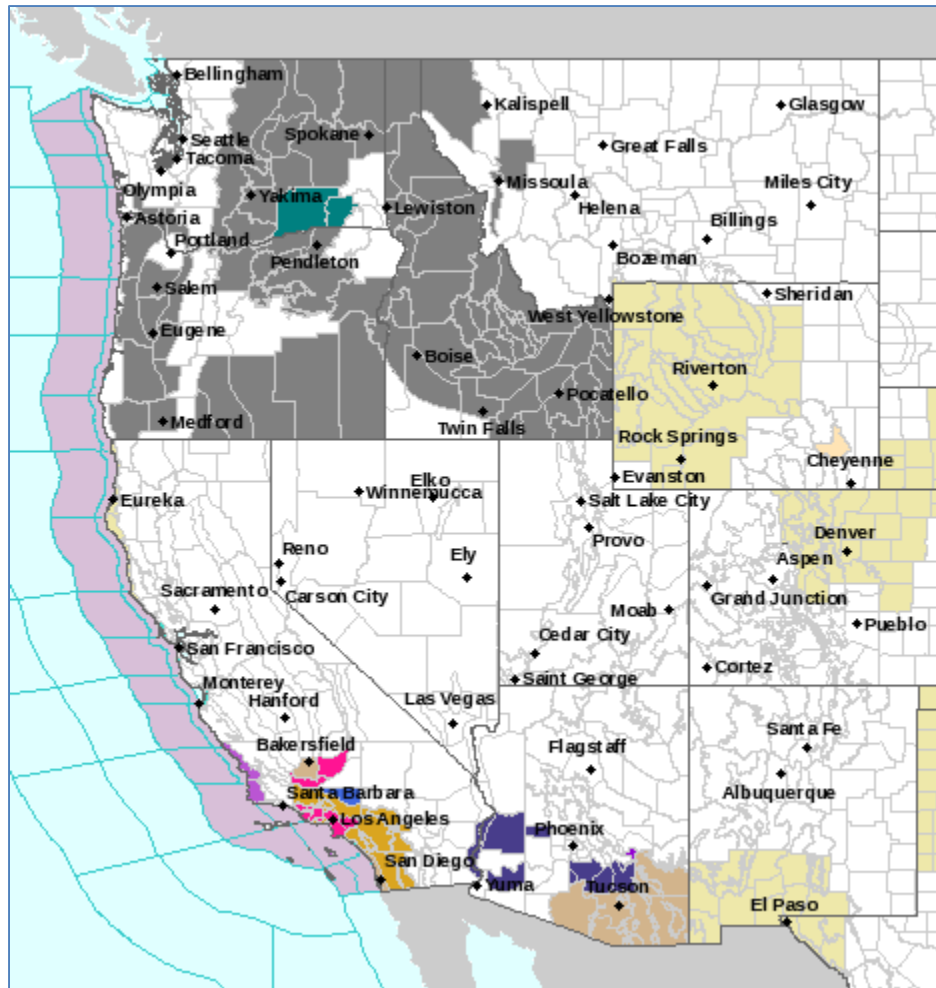 Bellingham
Kalispell
Glasgow
Seattle
Spokane
Great Falls
Tacoma
Olympia
Yakima
Lewiston
Missoula
Helena
Miles City
Astoria
Billings
Portland
Pendleton
Bozeman
Salem
Sheridan
West Yellowstone
Eugene
Boise
Riverton
Pocatello
Medford
Twin Falls
Rock Springs
Cheyenne
Evanston
Eureka
Winnemucca
Elko
Salt Lake City
Provo
Denver
Reno
Ely
Aspen
Sacramento
Carson City
Grand Junction
Moab
Pueblo
San Francisco
Cedar City
Cortez
Monterey
Saint George
Hanford
Las Vegas
Santa Fe
Bakersfield
Flagstaff
Albuquerque
Santa Barbara
Los Angeles
Phoenix
San Diego
Yuma
Tucson
El Paso